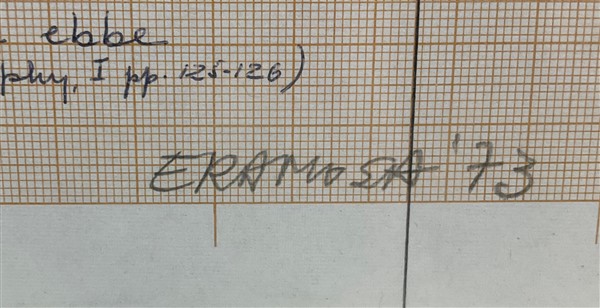 ebbe
phy, I pp. 125-126)
ERAMOSA '73